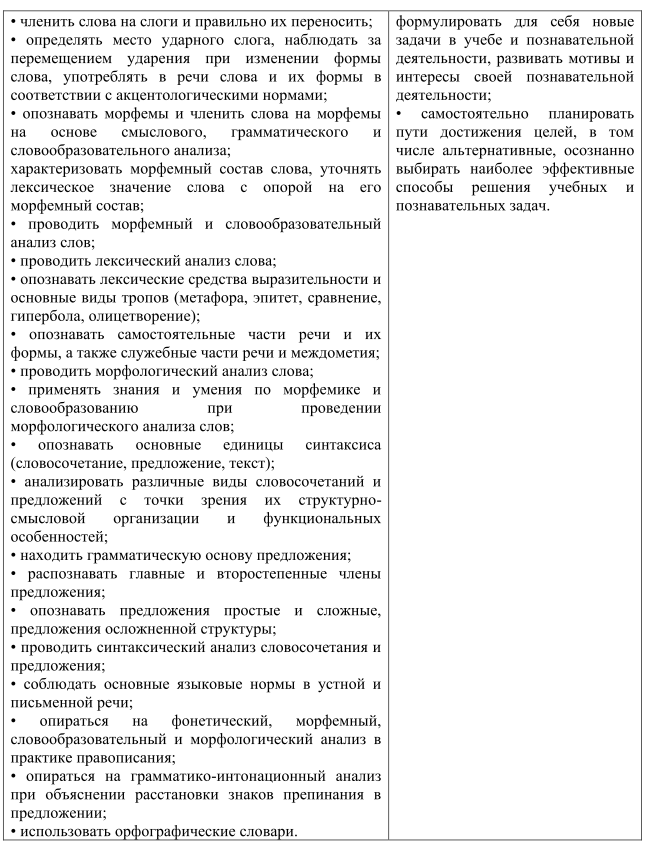 • членить слова на слоги и правильно их переносить;
• определять место ударного слога, наблюдать за
перемещением ударения при изменении формы
слова, употреблять в речи слова и их формы в
соответствии с акцентологическими нормами;
• опознавать морфемы и членить слова на морфемы
на основе смыслового, грамматического и
словообразовательного анализа;
характеризовать морфемный состав слова, уточнять
лексическое значение слова с опорой на его
морфемный состав;
• проводить морфемный и словообразовательный
анализ слов;
• проводить лексический анализ слова;
• опознавать лексические средства выразительности и
основные виды тропов (метафора, эпитет, сравнение,
гипербола, олицетворение);
• опознавать самостоятельные части речи и их
формы, а также служебные части речи и междометия;
• проводить морфологический анализ слова;
• применять знания и умения по морфемике и
словообразованию при проведении
морфологического анализа слов;
• опознавать основные единицы синтаксиса
(словосочетание, предложение, текст);
• анализировать различные виды словосочетаний и
предложений с точки зрения их структурно-
смысловой организации и функциональных
особенностей;
• находить грамматическую основу предложения;
• распознавать главные и второстепенные члены
предложения;
• опознавать предложения простые и сложные,
предложения осложненной структуры;
• проводить синтаксический анализ словосочетания и
предложения;
• соблюдать основные языковые нормы в устной и
письменной речи;
• опираться на фонетический, морфемный,
словообразовательный и морфологический анализ в
практике правописания;
• опираться на грамматико-интонационный анализ
при объяснении расстановки знаков препинания в
предложении;
• использовать орфографические словари.
формулировать для себя новые
задачи в учебе и познавательной
деятельности, развивать мотивы и
интересы своей познавательной
деятельности;
• самостоятельно планировать
пути достижения целей, в том
числе альтернативные, осознанно
выбирать наиболее эффективные
способы решения учебных и
познавательных задач.